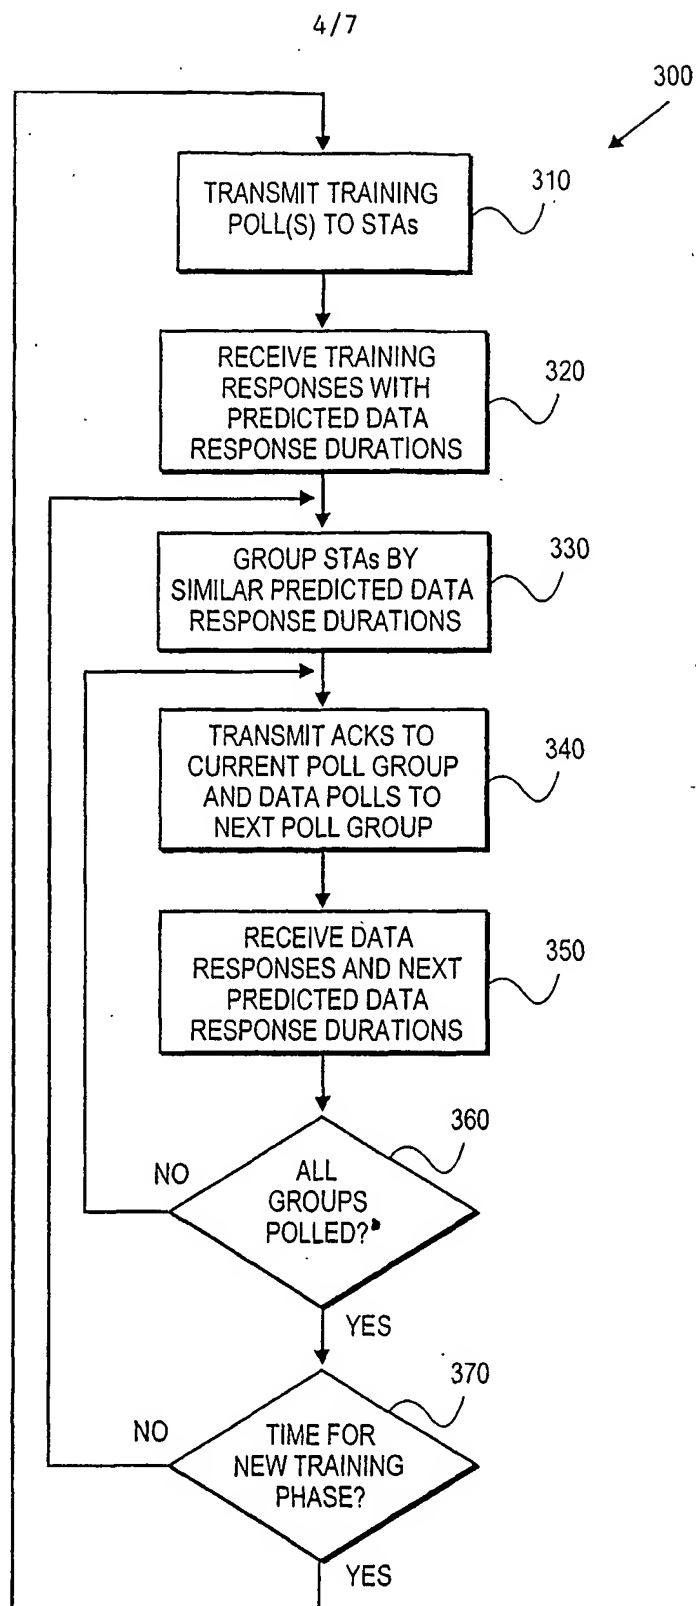 4/7
300
TRANSMIT TRAINING
POLL(S) TO STAs
310
RECEIVE TRAINING
RESPONSES WITH
PREDICTED DATA
RESPONSE DURATIONS
320
GROUP STAs BY
SIMILAR PREDICTED DATA
RESPONSE DURATIONS
330
TRANSMIT ACKS TO
CURRENT POLL GROUP
AND DATA POLLS TO
NEXT POLL GROUP
340
RECEIVE DATA
RESPONSES AND NEXT
PREDICTED DATA
RESPONSE DURATIONS
350
360
NO
ALL
GROUPS
POLLED?
YES
370
NO
TIME FOR
NEW TRAINING
PHASE?
YES